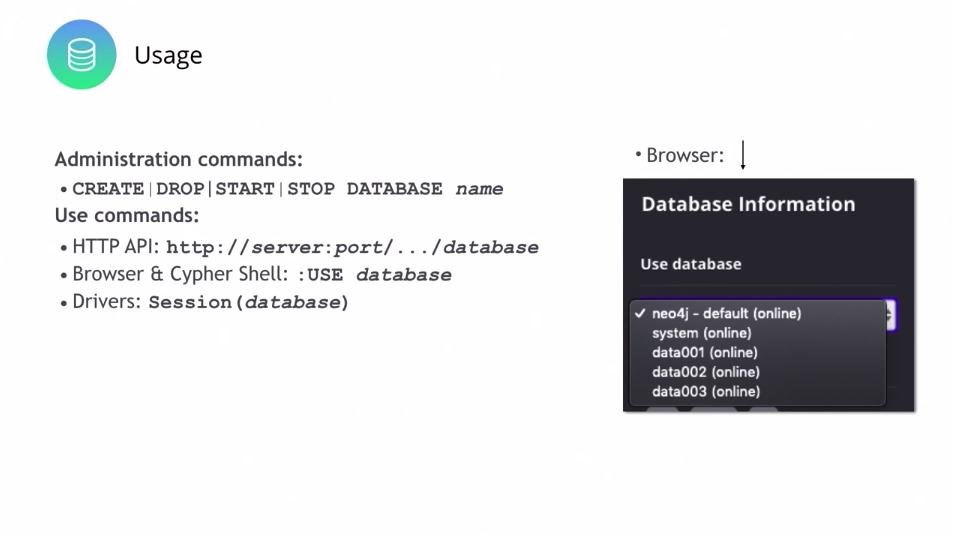 Usage
Administration commands:
• CREATE|DROP|START|STOP DATABASE name
Use commands:
• HTTP API: http://server:port/.../database
• Browser & Cypher Shell: :USE database
• Drivers: Session(database)
• Browser:
Database Information
Use database
✓ neo4j - default (online)
system (online)
data001 (online)
data002 (online)
data003 (online)